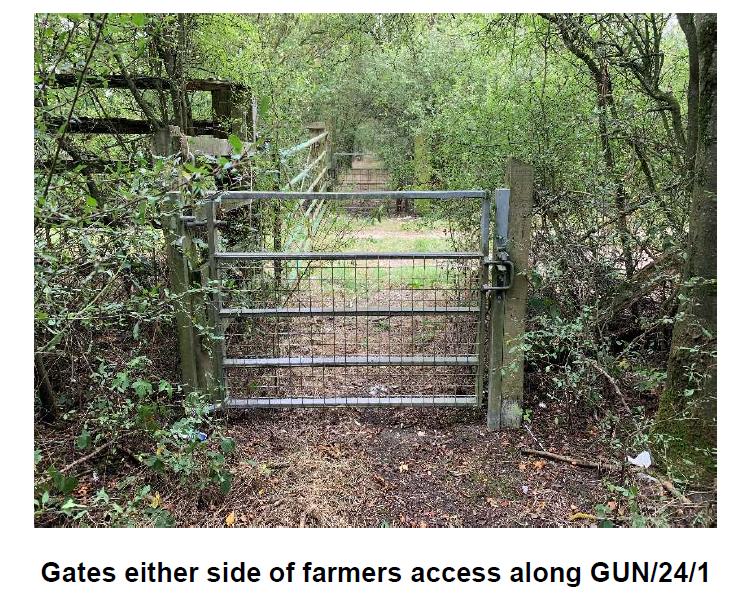 Gates either side of farmers access along GUN/24/1